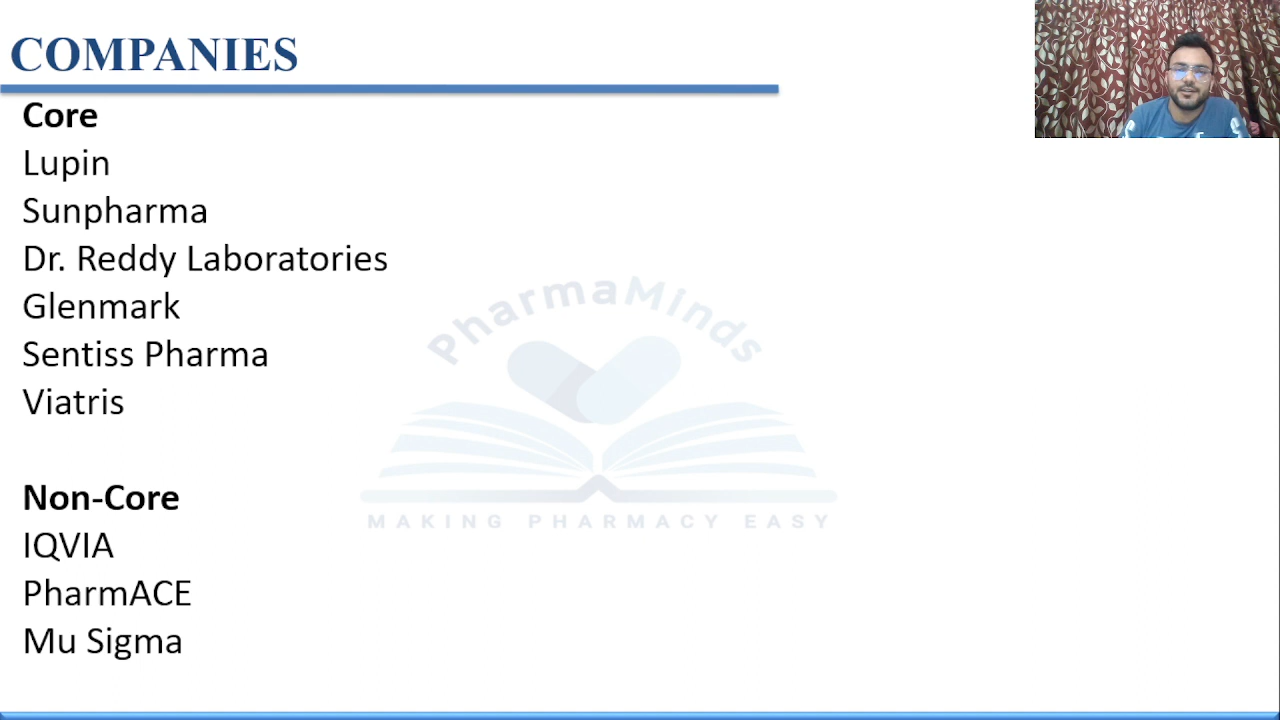 COMPANIES
Core
Lupin
Sunpharma
Dr. Reddy Laboratories
Glenmark
Sentiss Pharma
Viatris
PharmaMinds
MAKING PHARMACY EASY
Non-Core
IQVIA
PharmACE
Mu Sigma